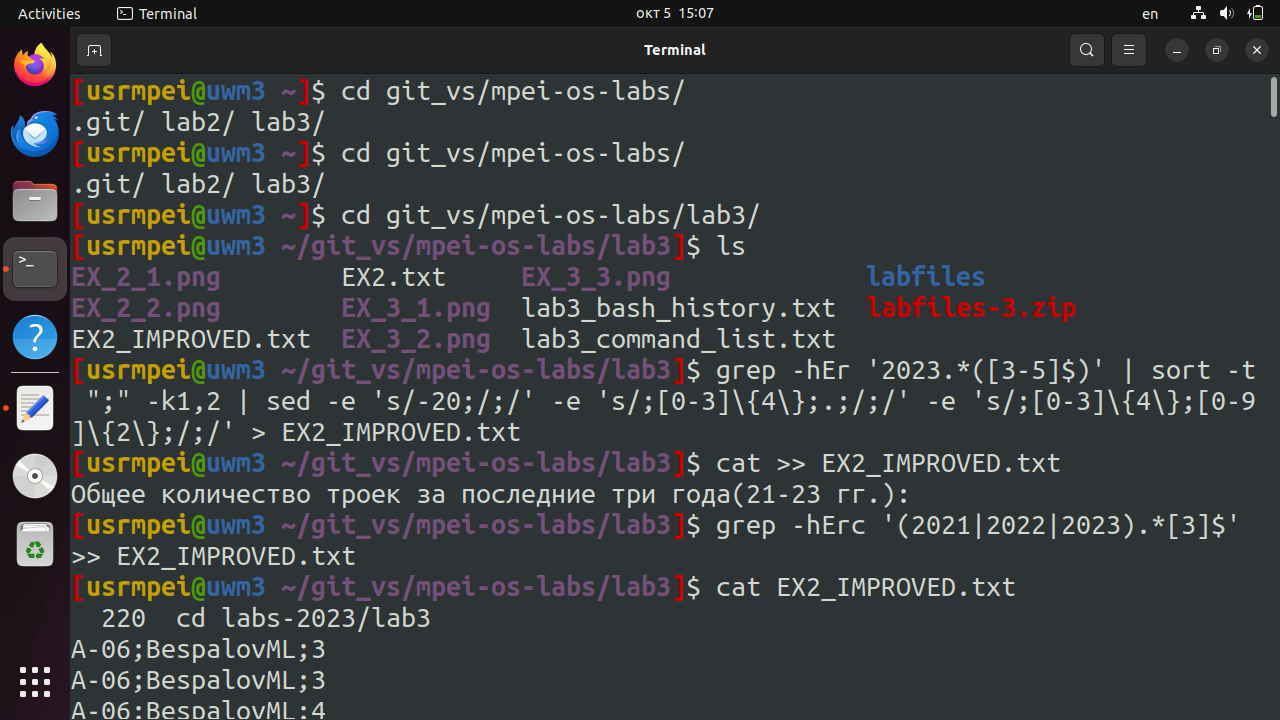 Activities Terminal окт 5 15:07 en
Terminal
[usrmpei@uwm3 ~]$ cd git_vs/mpei-os-labs/
.git/ lab2/ lab3/
[usrmpei@uwm3 ~]$ cd git_vs/mpei-os-labs/
.git/ lab2/ lab3/
[usrmpei@uwm3 ~]$ cd git_vs/mpei-os-labs/lab3/
[usrmpei@uwm3 ~/git_vs/mpei-os-labs/lab3]$ ls
EX_2_1.png EX2.txt EX_3_3.png labfiles
EX_2_2.png EX_3_1.png lab3_bash_history.txt labfiles-3.zip
EX2_IMPROVED.txt EX_3_2.png lab3_command_list.txt
[usrmpei@uwm3 ~/git_vs/mpei-os-labs/lab3]$ grep -hEr '2023.*([3-5]$)' | sort -t
";" -k1,2 | sed -e 's/-20;/;/' -e 's/;[0-3]\{4\};.;/;/' -e 's/;[0-3]\{4\};[0-9
]\{2\};/;/' > EX2_IMPROVED.txt
[usrmpei@uwm3 ~/git_vs/mpei-os-labs/lab3]$ cat >> EX2_IMPROVED.txt
Общее количество троек за последние три года(21-23 гг.):
[usrmpei@uwm3 ~/git_vs/mpei-os-labs/lab3]$ grep -hErc '(2021|2022|2023).*[3]$'
>> EX2_IMPROVED.txt
[usrmpei@uwm3 ~/git_vs/mpei-os-labs/lab3]$ cat EX2_IMPROVED.txt
220 cd labs-2023/lab3
A-06;BespalovML;3
A-06;BespalovML;3
A-06;BespalovML;4